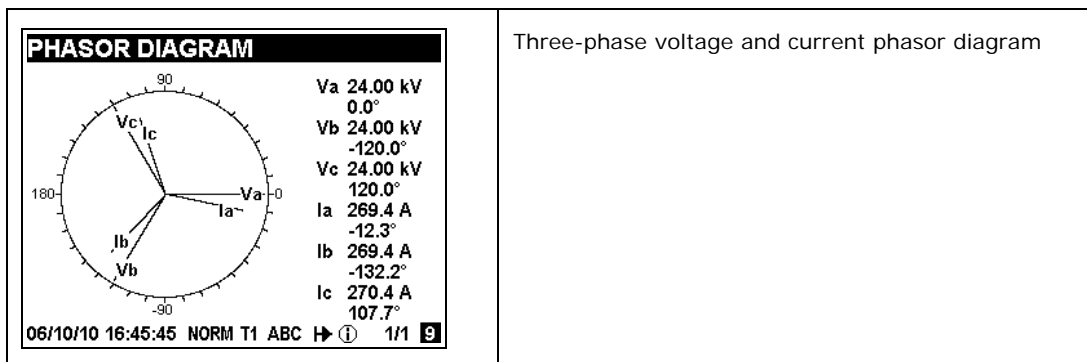 PHASOR DIAGRAM
Three-phase voltage and current phasor diagram
90
Vc
Ic
180
Va
0
Ia
Ib
Vb
-90
Va 24.00 kV
0.0°
Vb 24.00 kV
-120.0°
Vc 24.00 kV
120.0°
Ia 269.4 A
-12.3°
Ib 269.4 A
-132.2°
Ic 270.4 A
107.7°
06/10/10 16:45:45 NORM T1 ABC i 1/1 9